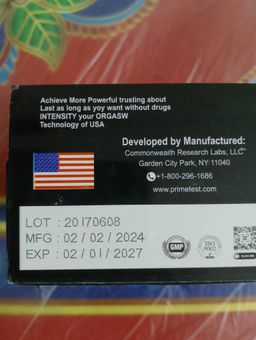 Achieve More Powerful trusting about
Last as long as yoy want without drugs
INTENSITY your ORGASW
Technology of USA
Developed by Manufactured:
Commonwealth Research Labs, LLC
Garden City Park, NY 11040
+1-800-296-1686
www.primetest.com
LOT : 20170608
MFG : 02/02/2024
EXP : 02/01/2027
GMP
ISO
9002